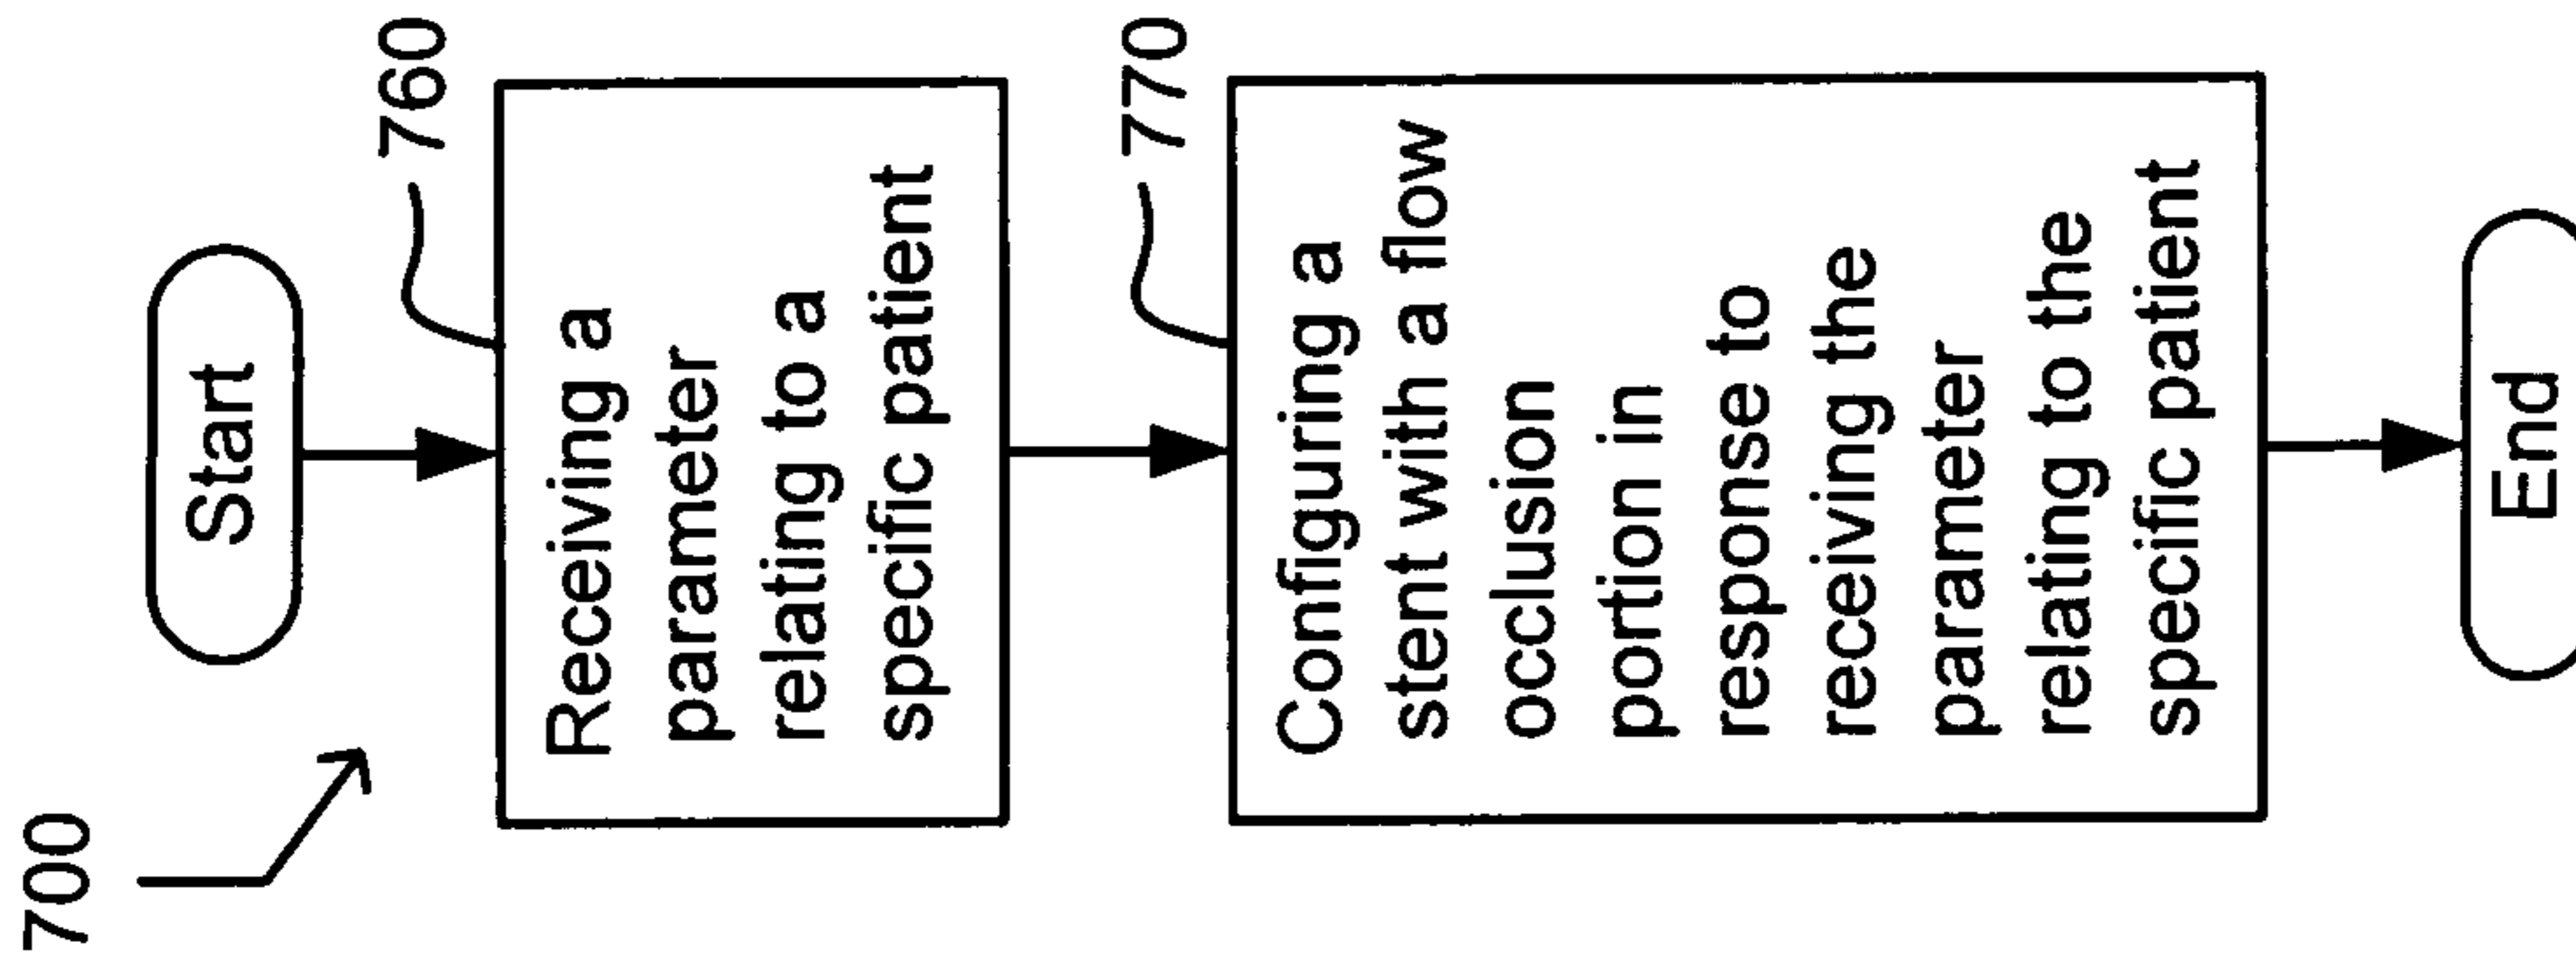 700
Start
760
Receiving a
parameter
relating to a
specific patient
770
Configuring a
stent with a flow
occlusion
portion in
response to
receiving the
parameter
relating to the
specific patient
End